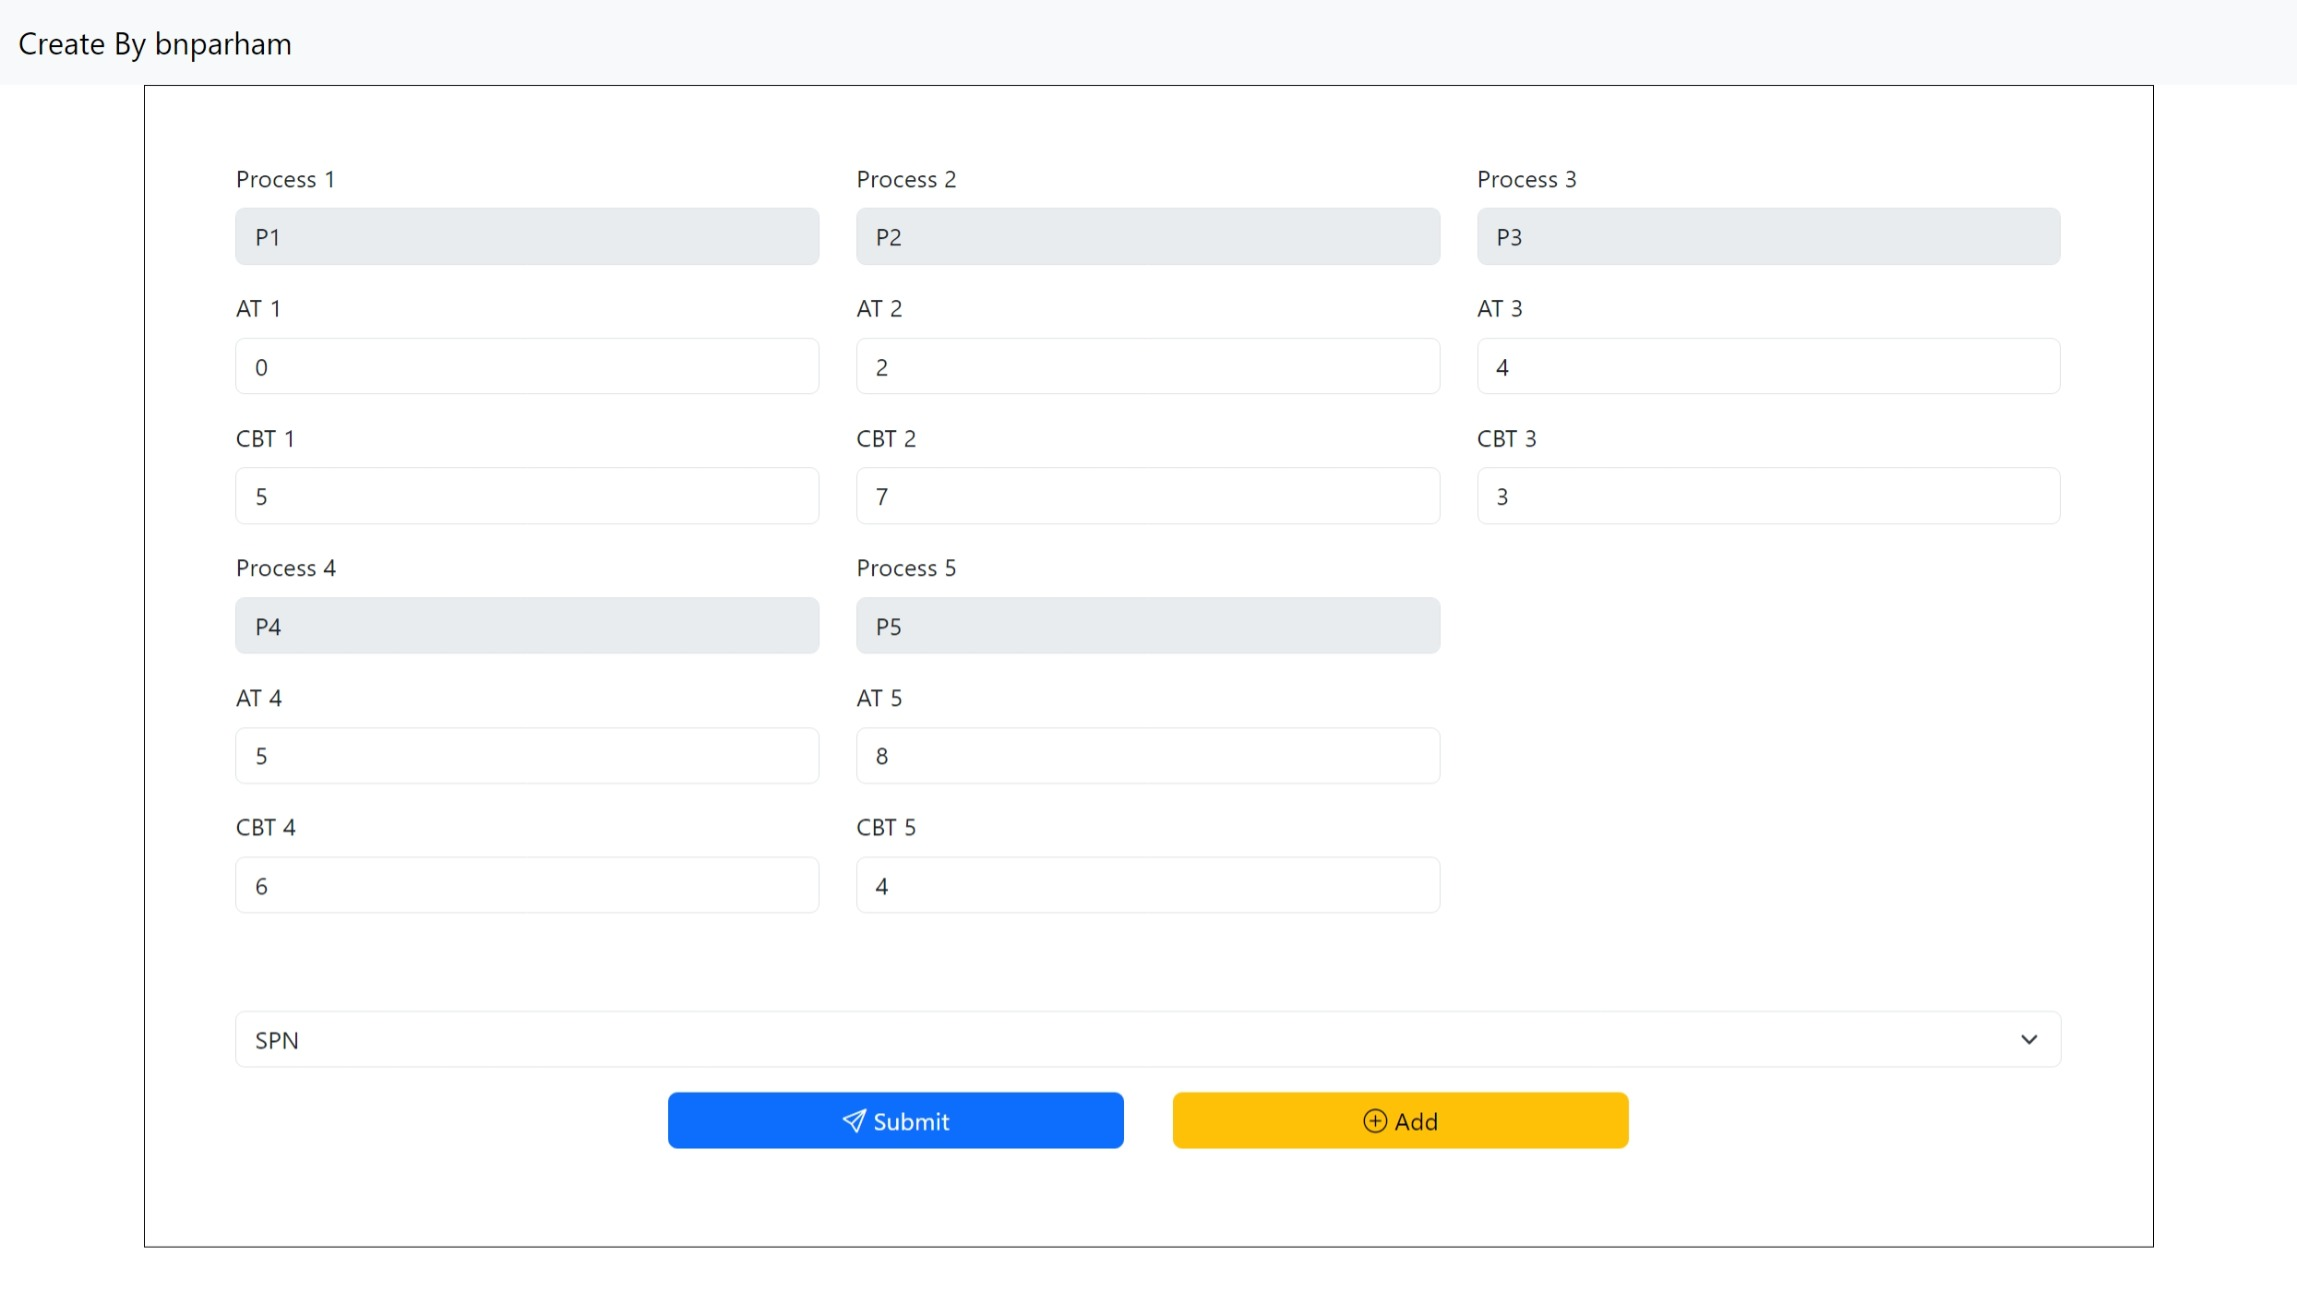 Create By bnparham
Process 1 Process 2 Process 3
P1 P2 P3
AT 1 AT 2 AT 3
0 2 4
CBT 1 CBT 2 CBT 3
5 7 3
Process 4 Process 5
P4 P5
AT 4 AT 5
5 8
CBT 4 CBT 5
6 4
SPN
Submit Add